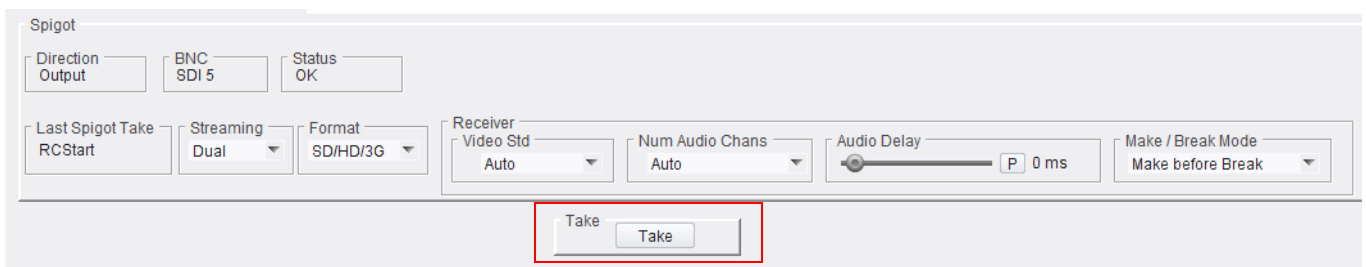 Spigot
Direction BNC Status
Output SDI 5 OK
Receiver
Last Spigot Take Streaming Format Video Std Num Audio Chans Audio Delay Make / Break Mode
RCStart Dual SD/HD/3G Auto Auto P 0 ms Make before Break
Take
Take